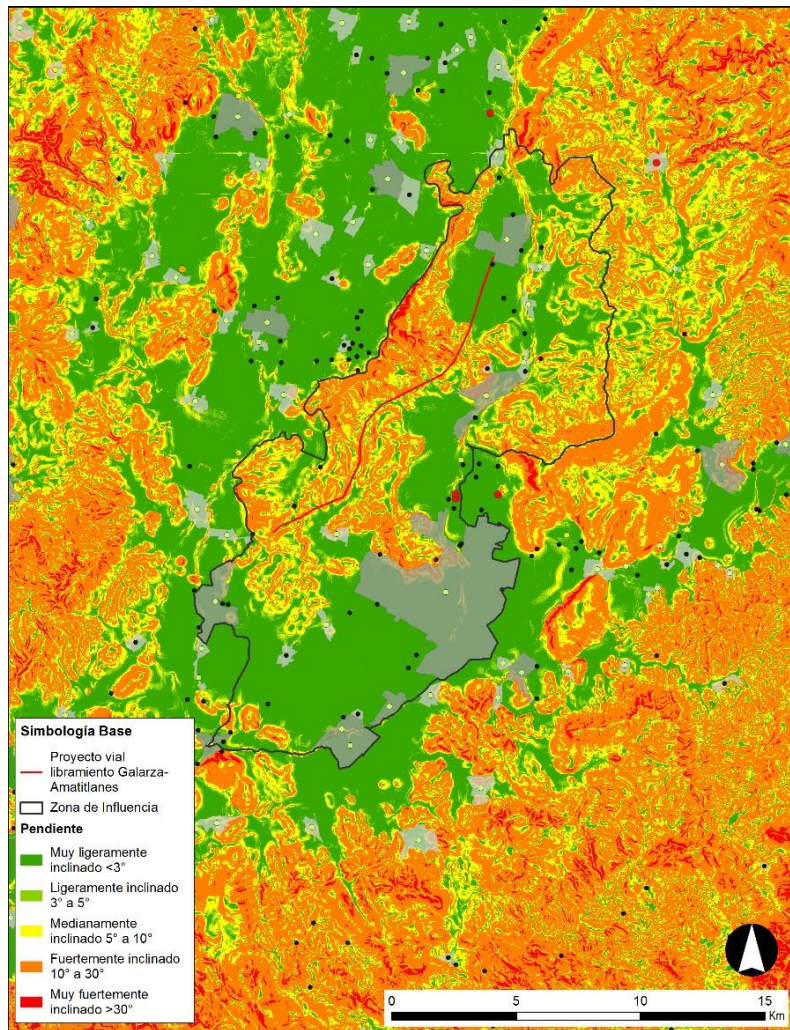 Simbología Base
Proyecto vial
libramiento Galarza-
Amatitlanes
Zona de Influencia
Pendiente
Muy ligeramente
inclinado <3°
Ligeramente inclinado
3° a 5°
Medianamente
inclinado 5° a 10°
Fuertemente inclinado
10° a 30°
Muy fuertemente
inclinado >30°
0 5 10 15
Km